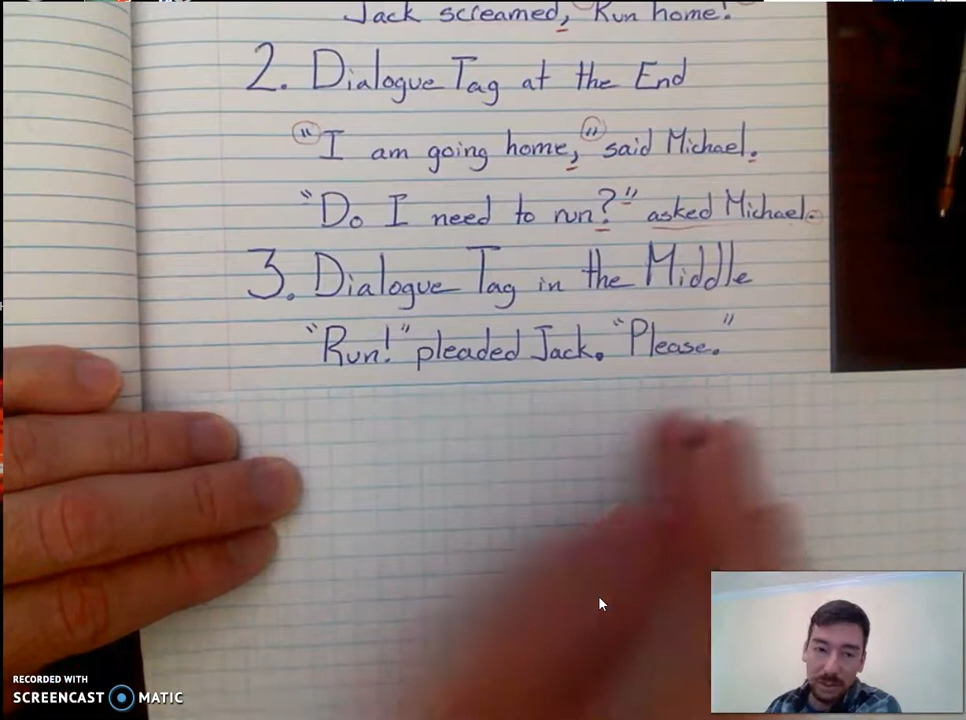 Jack screamed, "Run home!"
2. Dialogue Tag at the End
"I am going home," said Michael.
"Do I need to run?" asked Michael.
3. Dialogue Tag in the Middle
"Run!" pleaded Jack. "Please."
RECORDED WITH
SCREENCAST MATIC